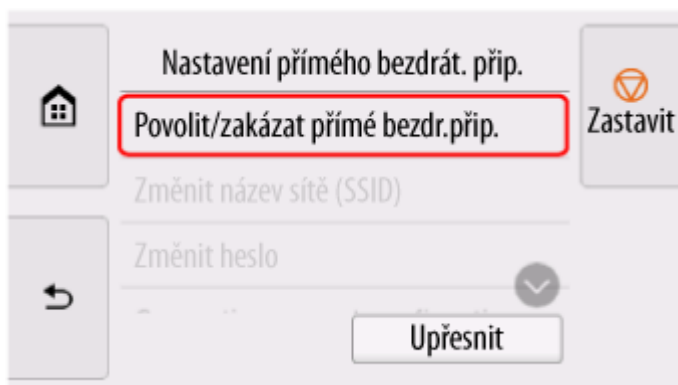 Nastavení přímého bezdrát. přip.
Povolit/zakázat přímé bezdr.přip.
Zastavit
Změnit název sítě (SSID)
Změnit heslo
Upřesnit